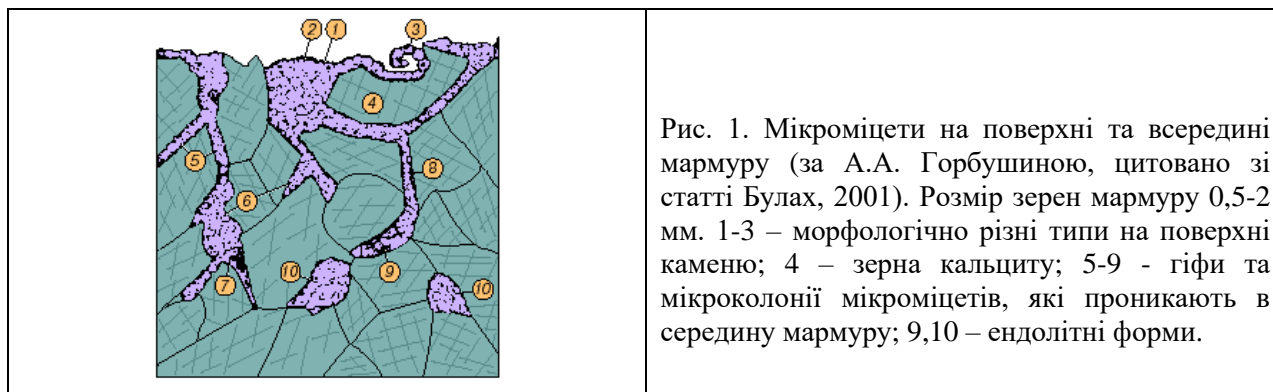 2 1 3
4
5 8
6
9
10 10
7
Рис. 1. Мікроміцети на поверхні та всередині
мармуру (за А.А. Горбушиною, цитовано зі
статті Булах, 2001). Розмір зерен мармуру 0,5-2
мм. 1-3 – морфологічно різні типи на поверхні
каменю; 4 – зерна кальциту; 5-9 - гіфи та
мікроколонії мікроміцетів, які проникають в
середину мармуру; 9,10 – ендолітні форми.